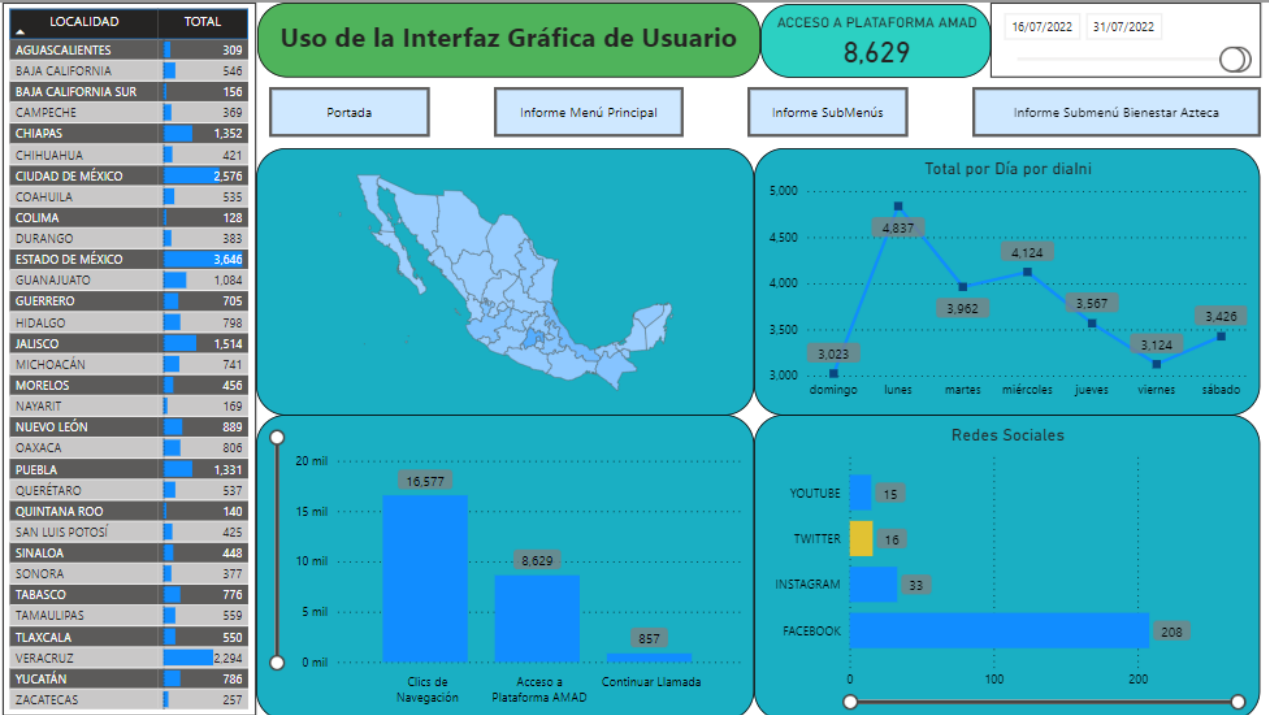 LOCALIDAD TOTAL
AGUASCALIENTES 309
BAJA CALIFORNIA 546
BAJA CALIFORNIA SUR 156
CAMPECHE 369
CHIAPAS 1,352
CHIHUAHUA 421
CIUDAD DE MÉXICO 2,576
COAHUILA 535
COLIMA 128
DURANGO 383
ESTADO DE MÉXICO 3,646
GUANAJUATO 1,084
GUERRERO 705
HIDALGO 798
JALISCO 1,514
MICHOACÁN 741
MORELOS 456
NAYARIT 169
NUEVO LEÓN 889
OAXACA 806
PUEBLA 1,331
QUERÉTARO 537
QUINTANA ROO 140
SAN LUIS POTOSÍ 425
SINALOA 448
SONORA 377
TABASCO 776
TAMAULIPAS 559
TLAXCALA 550
VERACRUZ 2,294
YUCATÁN 786
ZACATECAS 257
Uso de la Interfaz Gráfica de Usuario
ACCESO A PLATAFORMA AMAD
8,629
16/07/2022 31/07/2022
Portada
Informe Menú Principal
Informe SubMenús
Informe Submenú Bienestar Azteca
Total por Día por diaIni
5,000
4,500
4,000
3,500
3,000
3,023
4,837
3,962
4,124
3,567
3,124
3,426
domingo lunes martes miércoles jueves viernes sábado
20 mil
15 mil
10 mil
5 mil
0 mil
16,577
8,629
857
Clics de
Navegación
Acceso a
Plataforma AMAD
Continuar Llamada
Redes Sociales
YOUTUBE 15
TWITTER 16
INSTAGRAM 33
FACEBOOK 208
0 100 200